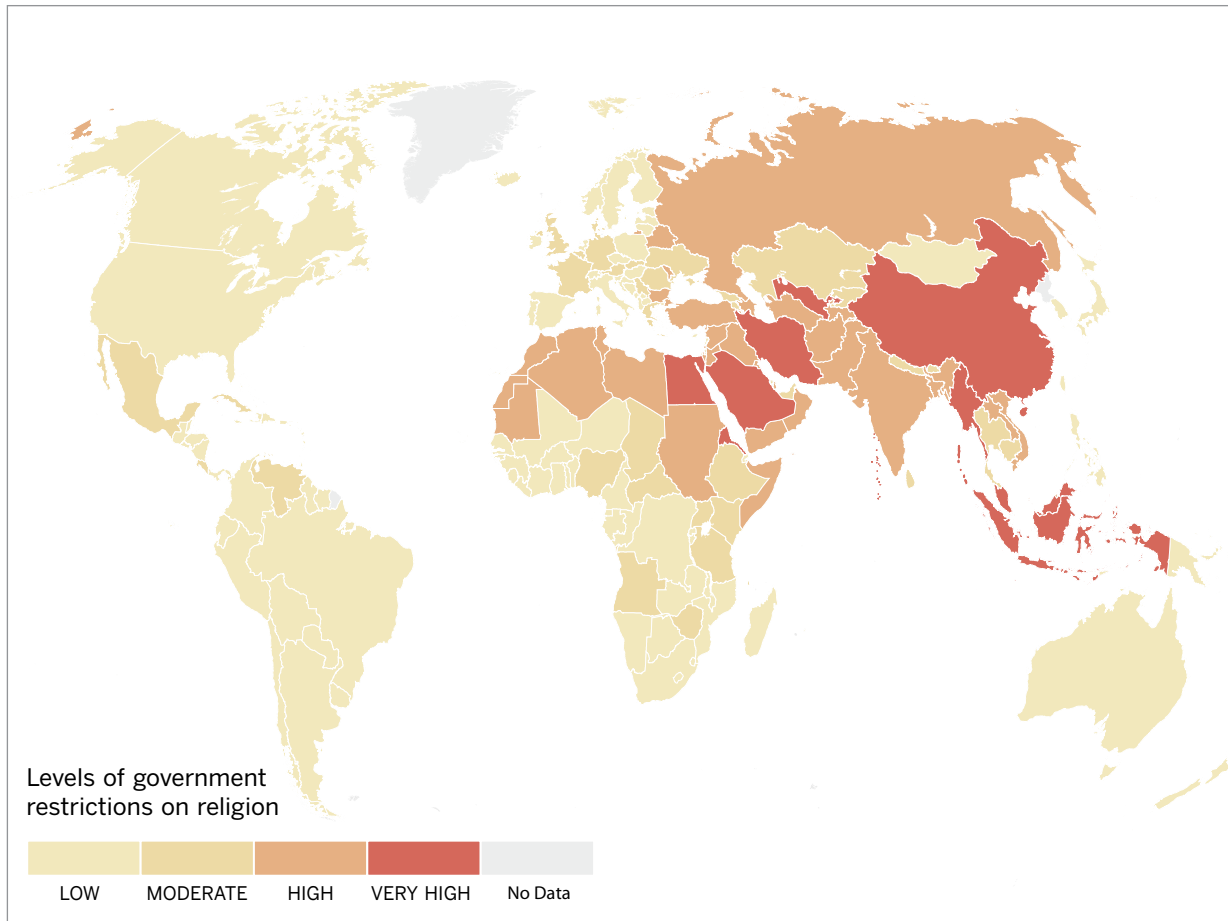 Levels of government
restrictions on religion
LOW
MODERATE
HIGH
VERY HIGH
No Data